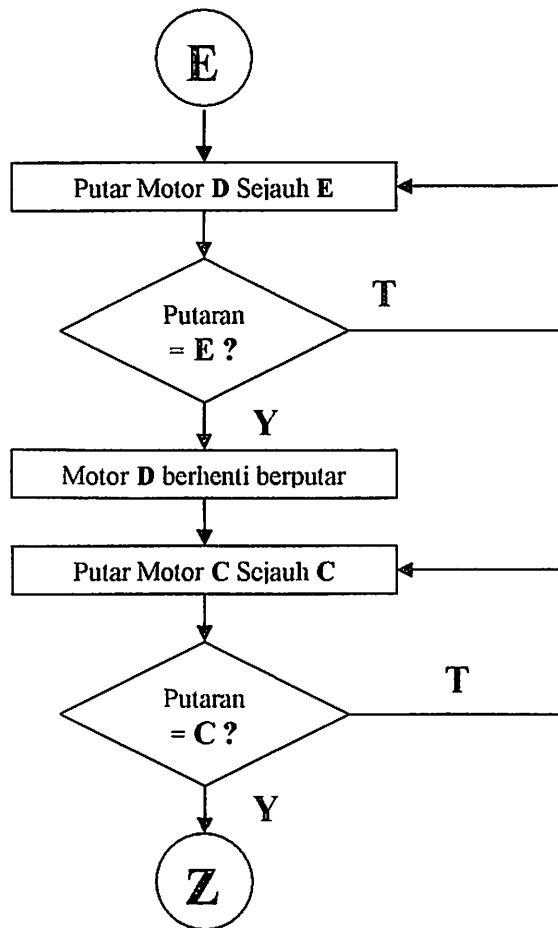 E
Putar Motor D Sejauh E
T
Putaran
= E ?
Y
Motor D berhenti berputar
Putar Motor C Sejauh C
T
Putaran
= C ?
Y
Z